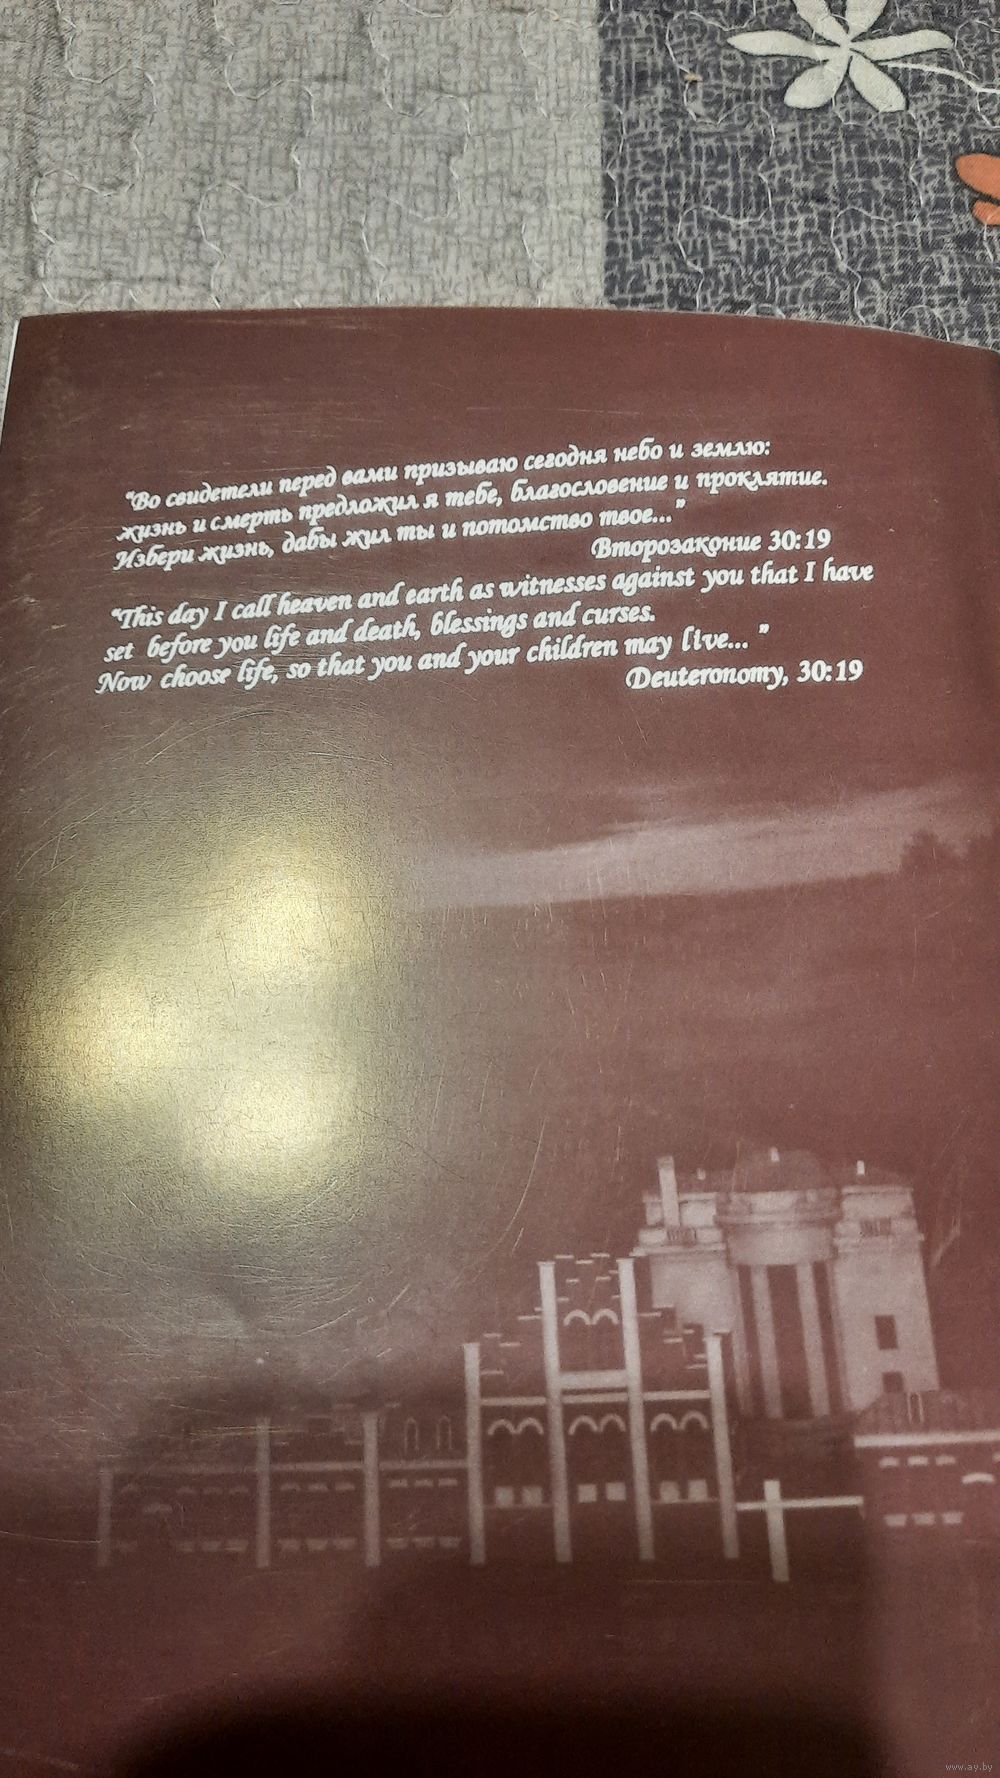 “Во свидетели перед вами призываю сегодня небо и землю:
жизнь и смерть предложил я тебе, благословение и проклятие.
Избери жизнь, дабы жил ты и потомство твое...”
Второзаконие 30:19
“This day I call heaven and earth as witnesses against you that I have
set before you life and death, blessings and curses.
Now choose life, so that you and your children may live... ”
Deuteronomy, 30:19
www.ay.by